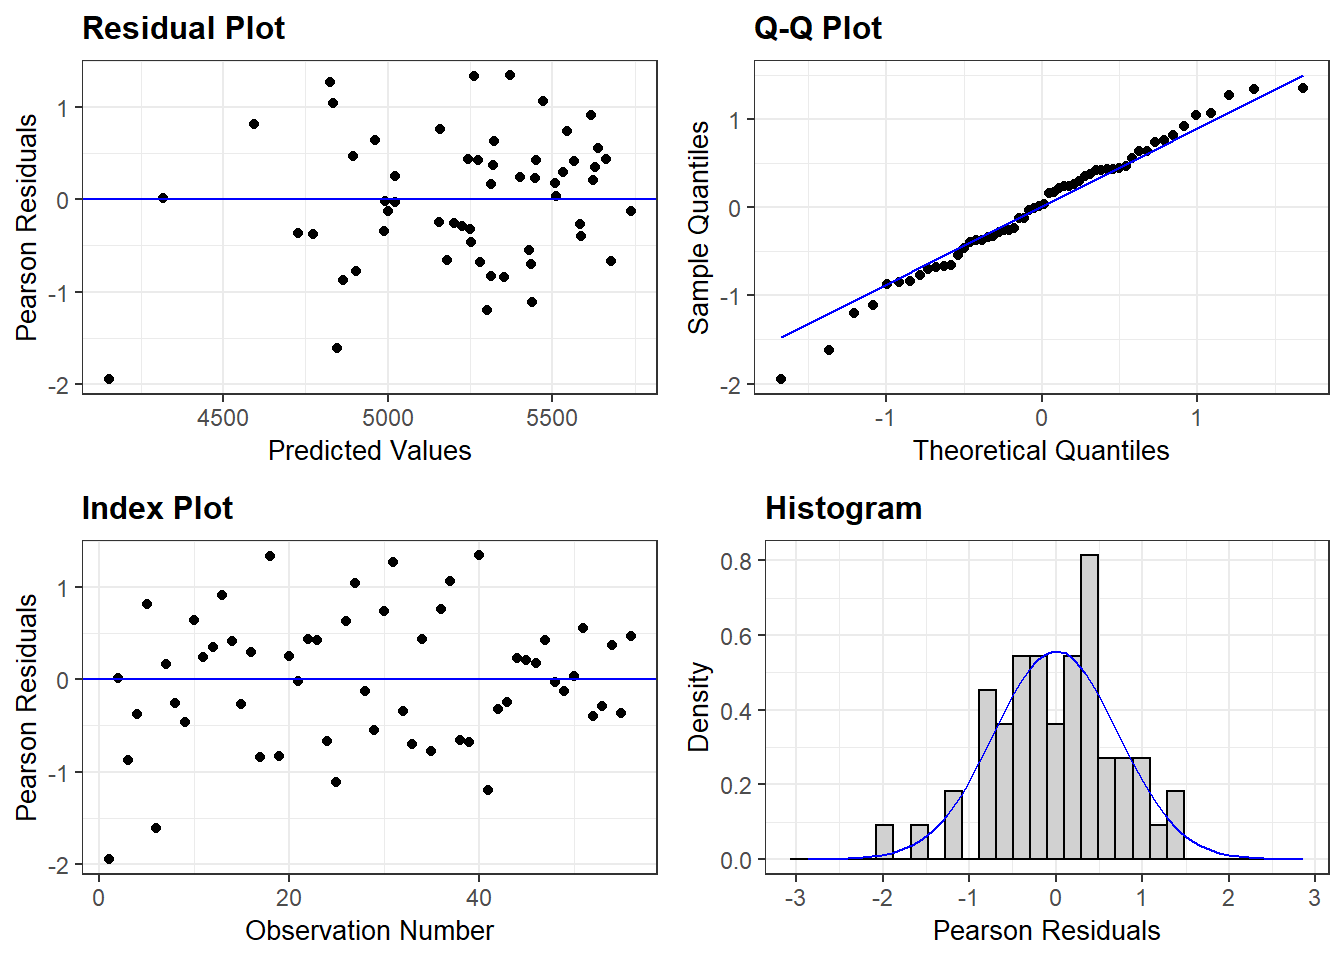 Residual Plot
Pearson Residuals
1
0
-1
-2
4500 5000 5500
Predicted Values
Q-Q Plot
Sample Quantiles
1
0
-1
-2
-1 0 1
Theoretical Quantiles
Index Plot
Pearson Residuals
1
0
-1
-2
0 20 40
Observation Number
Histogram
Density
0.8
0.6
0.4
0.2
0.0
-3 -2 -1 0 1 2 3
Pearson Residuals